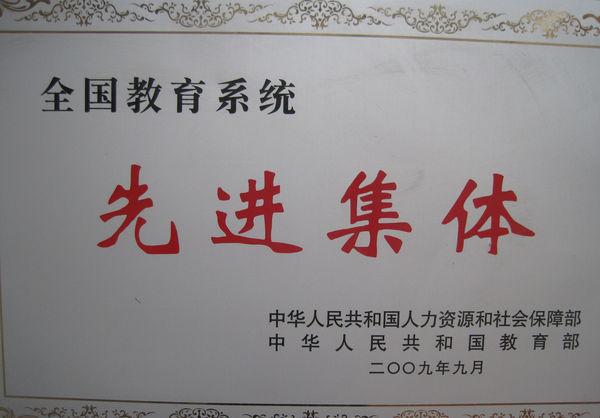 全国教育系统
先进集体
中华人民共和国人力资源和社会保障部
中华人民共和国教育部
二〇〇九年九月